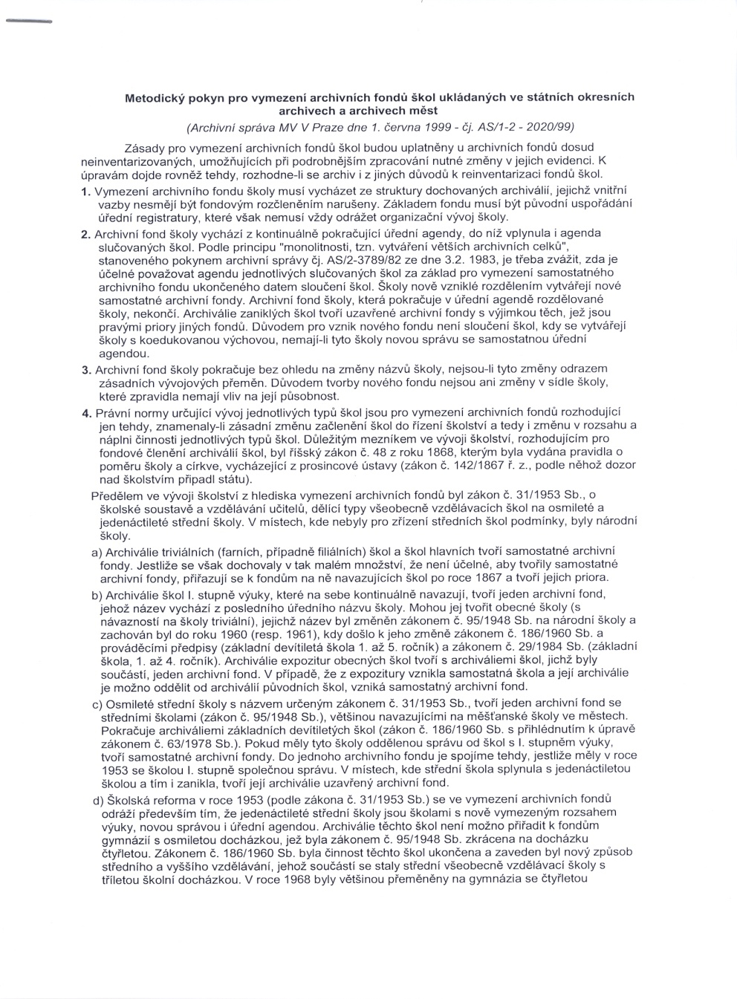 Metodický pokyn pro vymezení archivních fondů škol ukládaných ve státních okresních
archivech a archivech měst
(Archivní správa MV V Praze dne 1. června 1999 - čj. AS/1-2 - 2020/99)
Zásady pro vymezení archivních fondů škol budou uplatněny u archivních fondů dosud
neinventarizovaných, umožňujících při podrobnějším zpracování nutné změny v jejich evidenci. K
úpravám dojde rovněž tehdy, rozhodne-li se archiv i z jiných důvodů k reinventarizaci fondů škol.
1. Vymezení archivního fondu školy musí vycházet ze struktury dochovaných archiválií, jejichž vnitřní
vazby nesmějí být fondovým rozčleněním narušeny. Základem fondu musí být původní uspořádání
úřední registratury, které však nemusí vždy odrážet organizační vývoj školy.
2. Archivní fond školy vychází z kontinuálně pokračující úřední agendy, do níž vplynula i agenda
slučovaných škol. Podle principu "monolitnosti, tzn. vytváření větších archivních celků",
stanoveného pokynem archivní správy čj. AS/2-3789/82 ze dne 3.2. 1983, je třeba zvážit, zda je
účelné považovat agendu jednotlivých slučovaných škol za základ pro vymezení samostatného
archivního fondu ukončeného datem sloučení škol. Školy nově vzniklé rozdělením vytvářejí nové
samostatné archivní fondy. Archivní fond školy, která pokračuje v úřední agendě rozdělované
školy, nekončí. Archiválie zaniklých škol tvoří uzavřené archivní fondy s výjimkou těch, jež jsou
pravými priory jiných fondů. Důvodem pro vznik nového fondu není sloučení škol, kdy se vytvářejí
školy s koedukovanou výchovou, nemají-li tyto školy novou správu se samostatnou úřední
agendou.
3. Archivní fond školy pokračuje bez ohledu na změny názvů školy, nejsou-li tyto změny odrazem
zásadních vývojových přeměn. Důvodem tvorby nového fondu nejsou ani změny v sídle školy,
které zpravidla nemají vliv na její působnost.
4. Právní normy určující vývoj jednotlivých typů škol jsou pro vymezení archivních fondů rozhodující
jen tehdy, znamenaly-li zásadní změnu začlenění škol do řízení školství a tedy i změnu v rozsahu a
náplni činnosti jednotlivých typů škol. Důležitým mezníkem ve vývoji školství, rozhodujícím pro
fondové členění archiválií škol, byl říšský zákon č. 48 z roku 1868, kterým byla vydána pravidla o
poměru školy a církve, vycházející z prosincové ústavy (zákon č. 142/1867 ř. z., podle něhož dozor
nad školstvím připadl státu).
Předělem ve vývoji školství z hlediska vymezení archivních fondů byl zákon č. 31/1953 Sb., o
školské soustavě a vzdělávání učitelů, dělící typy všeobecně vzdělávacích škol na osmileté a
jedenáctileté střední školy. V místech, kde nebyly pro zřízení středních škol podmínky, byly národní
školy.
a) Archiválie triviálních (farních, případně filiálních) škol a škol hlavních tvoří samostatné archivní
fondy. Jestliže se však dochovaly v tak malém množství, že není účelné, aby tvořily samostatné
archivní fondy, přiřazují se k fondům na ně navazujících škol po roce 1867 a tvoří jejich priora.
b) Archiválie škol I. stupně výuky, které na sebe kontinuálně navazují, tvoří jeden archivní fond,
jehož název vychází z posledního úředního názvu školy. Mohou jej tvořit obecné školy (s
návazností na školy triviální), jejichž název byl změněn zákonem č. 95/1948 Sb. na národní školy a
zachován byl do roku 1960 (resp. 1961), kdy došlo k jeho změně zákonem č. 186/1960 Sb. a
prováděcími předpisy (základní devítiletá škola 1. až 5. ročník) a zákonem č. 29/1984 Sb. (základní
škola, 1. až 4. ročník). Archiválie expozitur obecných škol tvoří s archiváliemi škol, jichž byly
součástí, jeden archivní fond. V případě, že z expozitury vznikla samostatná škola a její archiválie
je možno oddělit od archiválií původních škol, vzniká samostatný archivní fond.
c) Osmileté střední školy s názvem určeným zákonem č. 31/1953 Sb., tvoří jeden archivní fond se
středními školami (zákon č. 95/1948 Sb.), většinou navazujícími na měšťanské školy ve městech.
Pokračuje archiváliemi základních devítiletých škol (zákon č. 186/1960 Sb. s přihlédnutím k úpravě
zákonem č. 63/1978 Sb.). Pokud měly tyto školy oddělenou správu od škol s I. stupněm výuky,
tvoří samostatné archivní fondy. Do jednoho archivního fondu je spojíme tehdy, jestliže měly v roce
1953 se školou I. stupně společnou správu. V místech, kde střední škola splynula s jedenáctiletou
školou a tím i zanikla, tvoří její archiválie uzavřený archivní fond.
d) Školská reforma v roce 1953 (podle zákona č. 31/1953 Sb.) se ve vymezení archivních fondů
odráží především tím, že jedenáctileté střední školy jsou školami s nově vymezeným rozsahem
výuky, novou správou i úřední agendou. Archiválie těchto škol není možno přiřadit k fondům
gymnázií s osmiletou docházkou, jež byla zákonem č. 95/1948 Sb. zkrácena na docházku
čtyřletou. Zákonem č. 186/1960 Sb. byla činnost těchto škol ukončena a zaveden byl nový způsob
středního a vyššího vzdělávání, jehož součástí se staly střední všeobecně vzdělávací školy s
tříletou školní docházkou. V roce 1968 byly většinou přeměněny na gymnázia se čtyřletou